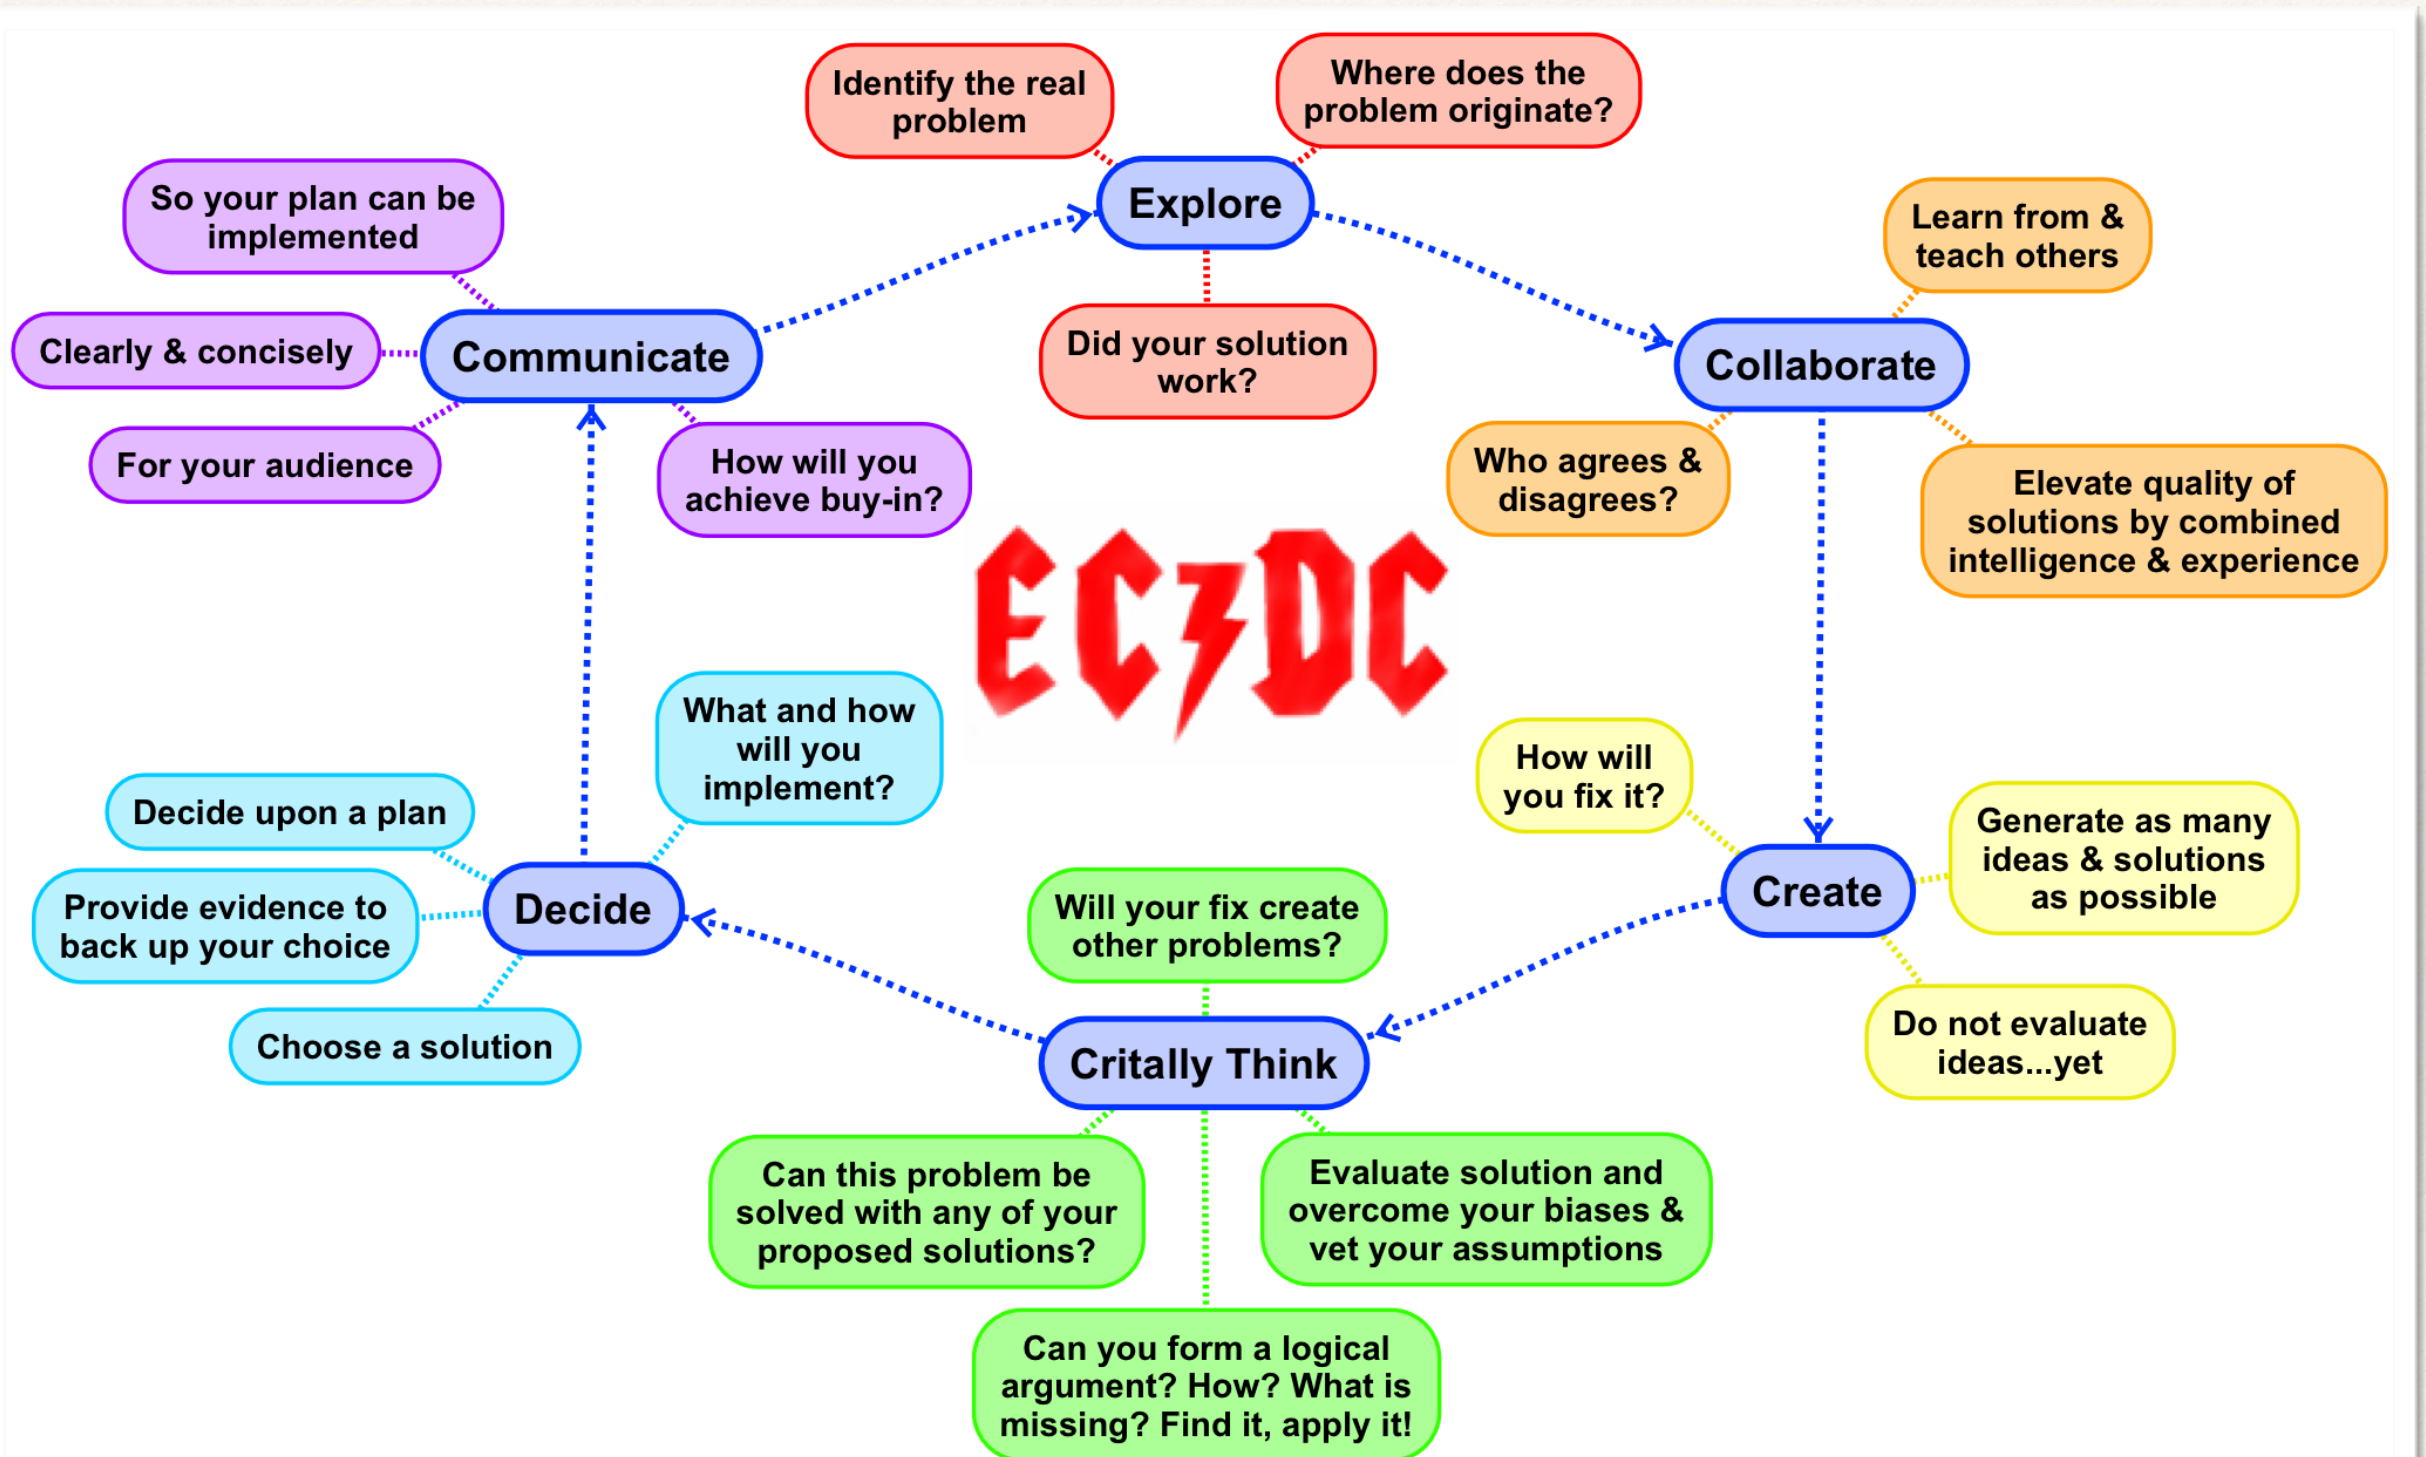 Identify the real
problem
Where does the
problem originate?
Explore
Did your solution
work?
Learn from &
teach others
Collaborate
Who agrees &
disagrees?
Elevate quality of
solutions by combined
intelligence & experience
So your plan can be
implemented
Clearly & concisely
Communicate
For your audience
How will you
achieve buy-in?
EC⚡DC
How will
you fix it?
Generate as many
ideas & solutions
as possible
Create
Do not evaluate
ideas...yet
What and how
will you
implement?
Decide upon a plan
Provide evidence to
back up your choice
Decide
Choose a solution
Will your fix create
other problems?
Critally Think
Can this problem be
solved with any of your
proposed solutions?
Evaluate solution and
overcome your biases &
vet your assumptions
Can you form a logical
argument? How? What is
missing? Find it, apply it!